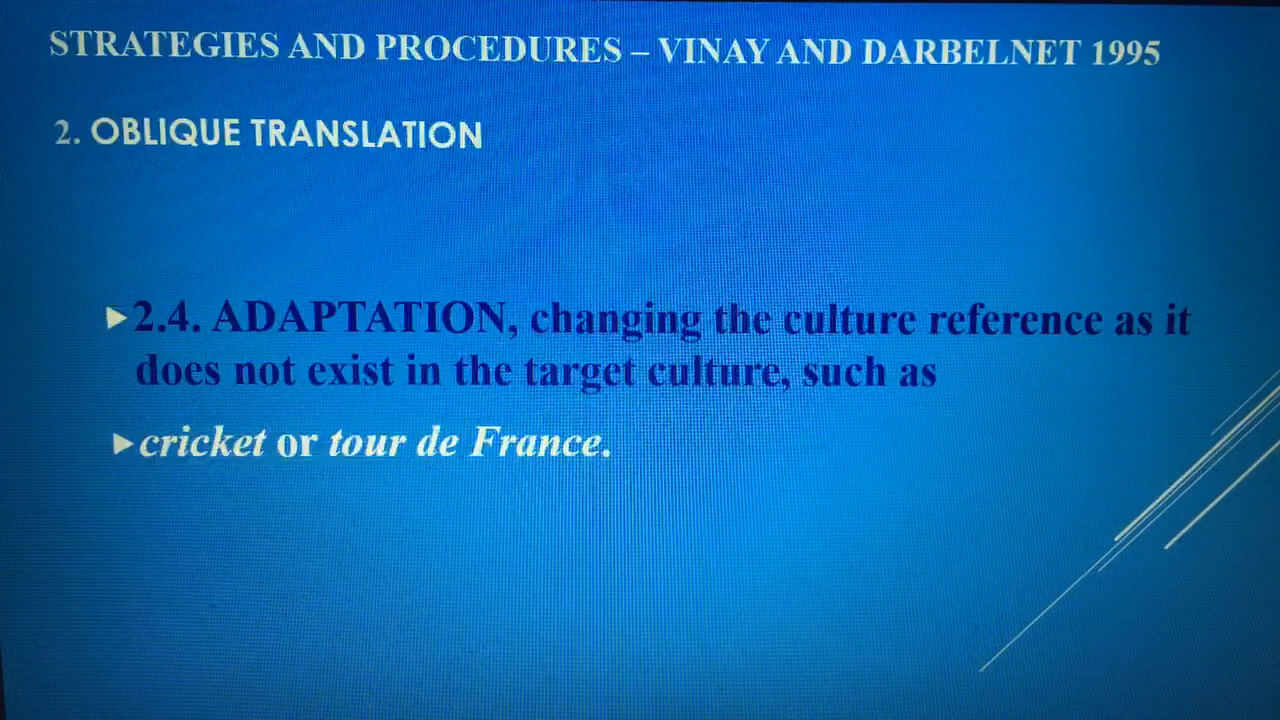 STRATEGIES AND PROCEDURES – VINAY AND DARBELNET 1995
2. OBLIQUE TRANSLATION
2.4. ADAPTATION, changing the culture reference as it
does not exist in the target culture, such as
cricket or tour de France.